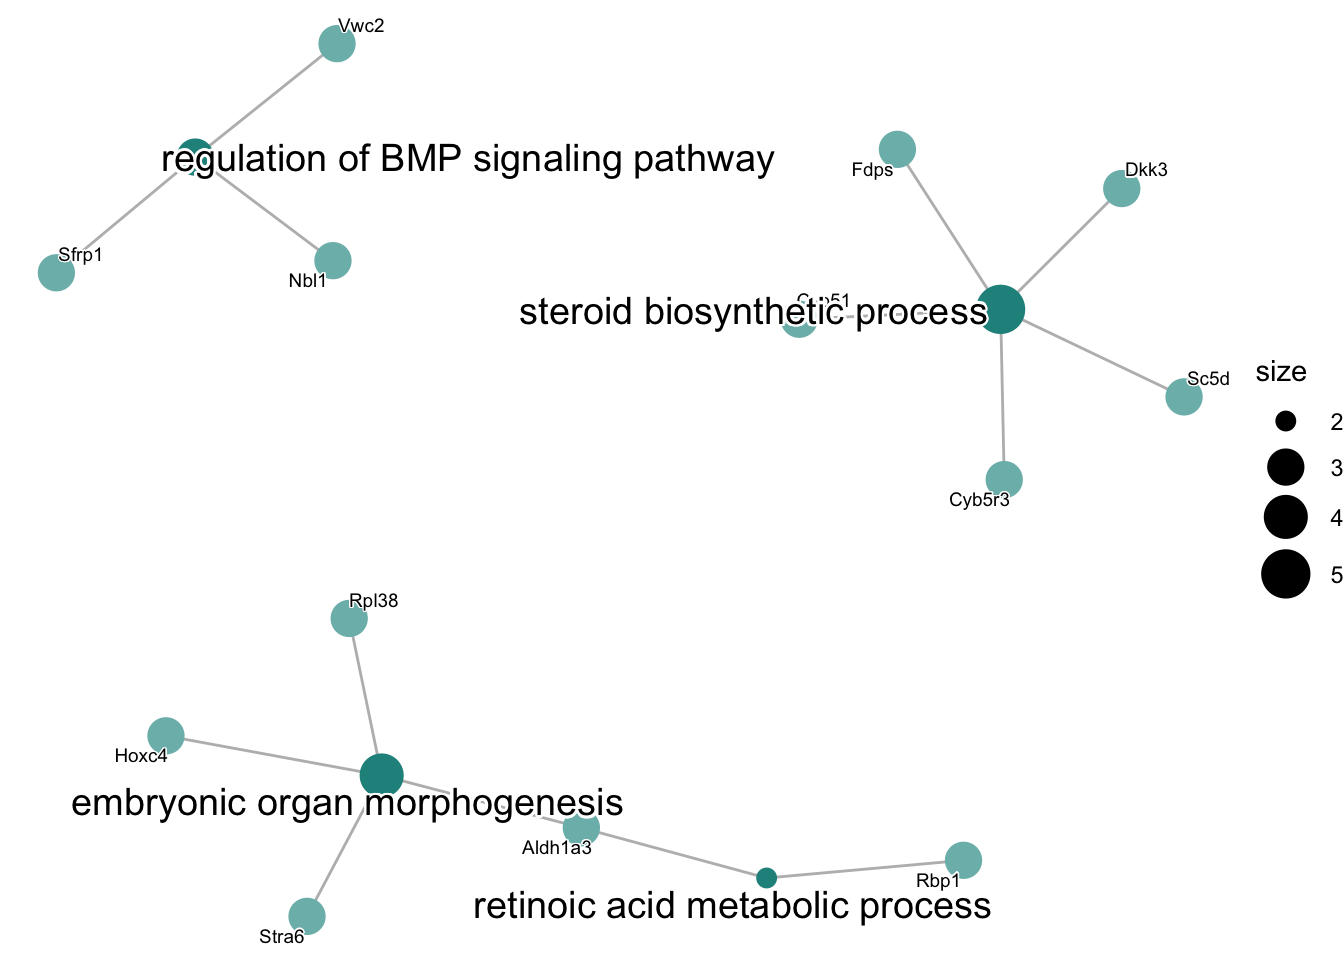 Vwc2
regulation of BMP signaling pathway
Sfrp1
Nbl1
Fdps
Dkk3
steroid biosynthetic process
Sc5d
Cyb5r3
size
2
3
4
5
Rpl38
Hoxc4
embryonic organ morphogenesis
Aldh1a3
Rbp1
retinoic acid metabolic process
Stra6